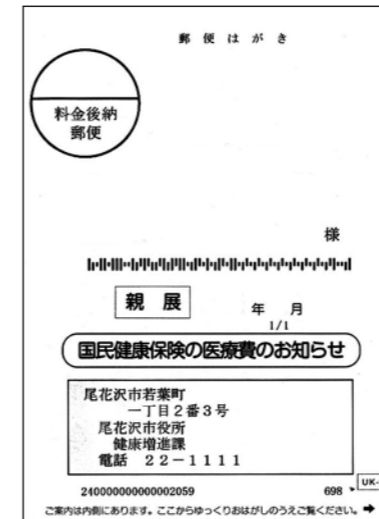 郵便はがき
料金後納
郵便
様
親展
年 月
1/1
国民健康保険の医療費のお知らせ
尾花沢市若葉町
一丁目2番3号
尾花沢市役所
健康増進課
電話 22-1111
240000000000002059
698
UK-
ご案内は内側にあります。ここからゆっくりおはがしのうえご覧ください。➡